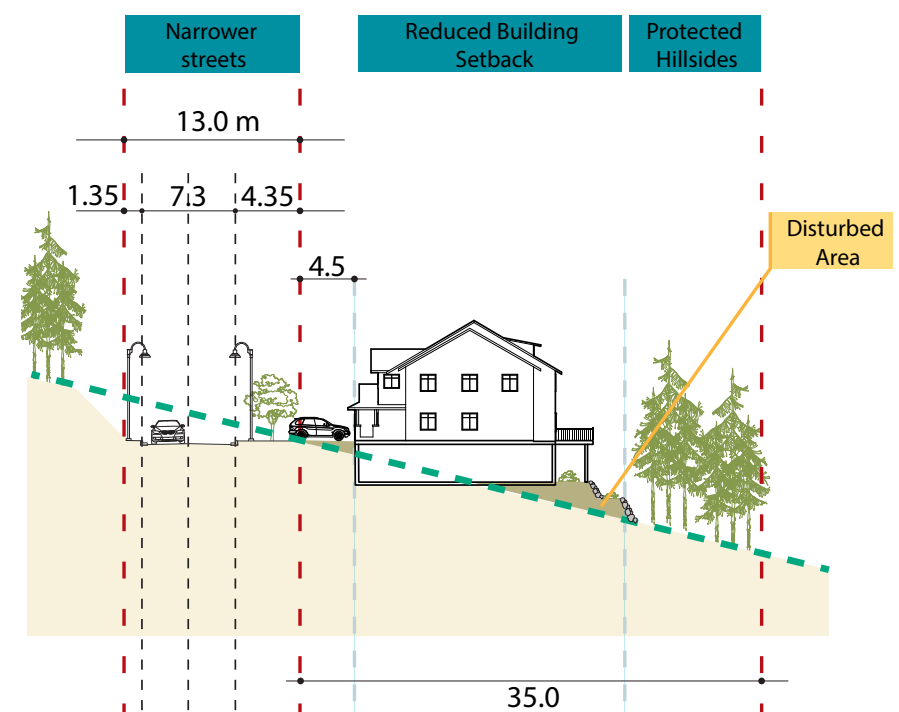 Narrower
streets
Reduced Building
Setback
Protected
Hillsides
13.0 m
1.35
7.3
4.35
4.5
Disturbed
Area
35.0